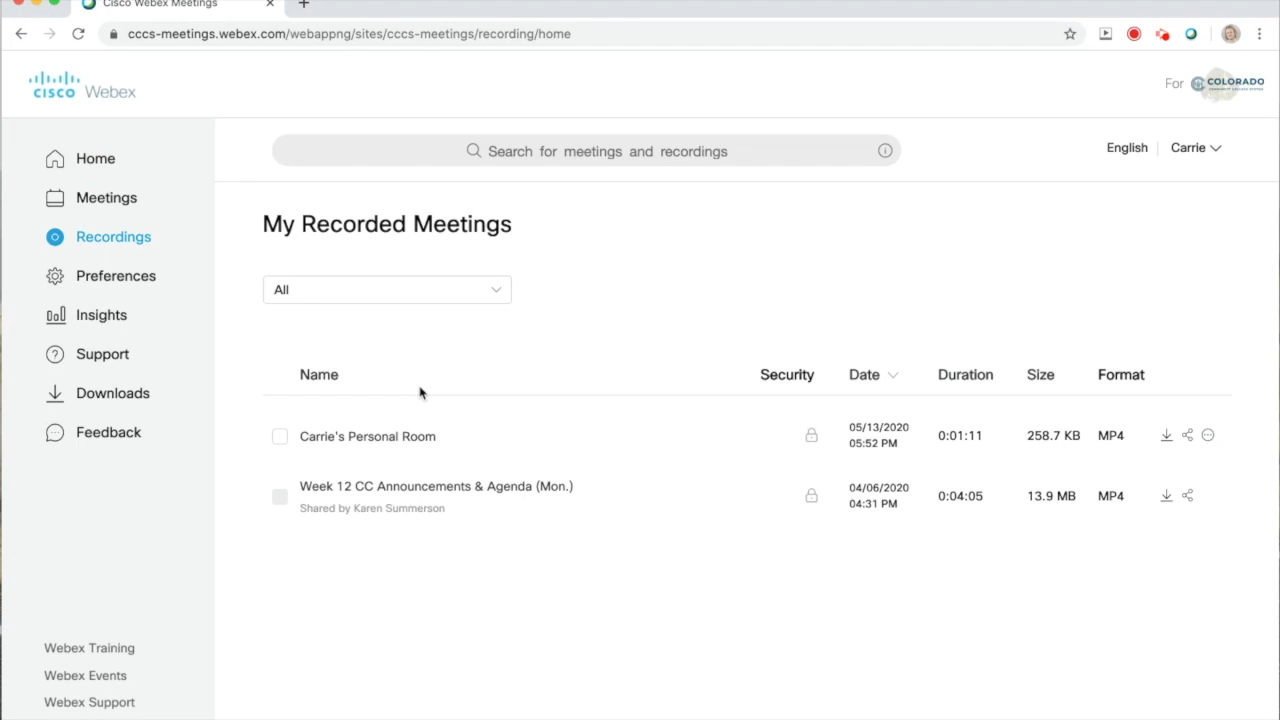 Cisco Webex Meetings
cccs-meetings.webex.com/webappng/sites/cccs-meetings/recording/home
CISCO Webex
For COLORADO
Search for meetings and recordings
English
Carrie
Home
Meetings
Recordings
Preferences
Insights
Support
Downloads
Feedback
My Recorded Meetings
All
Name Security Date Duration Size Format
Carrie's Personal Room 05/13/2020 0:01:11 258.7 KB MP4
05:52 PM
Week 12 CC Announcements & Agenda (Mon.) 04/06/2020 0:04:05 13.9 MB MP4
Shared by Karen Summerson 04:31 PM
Webex Training
Webex Events
Webex Support